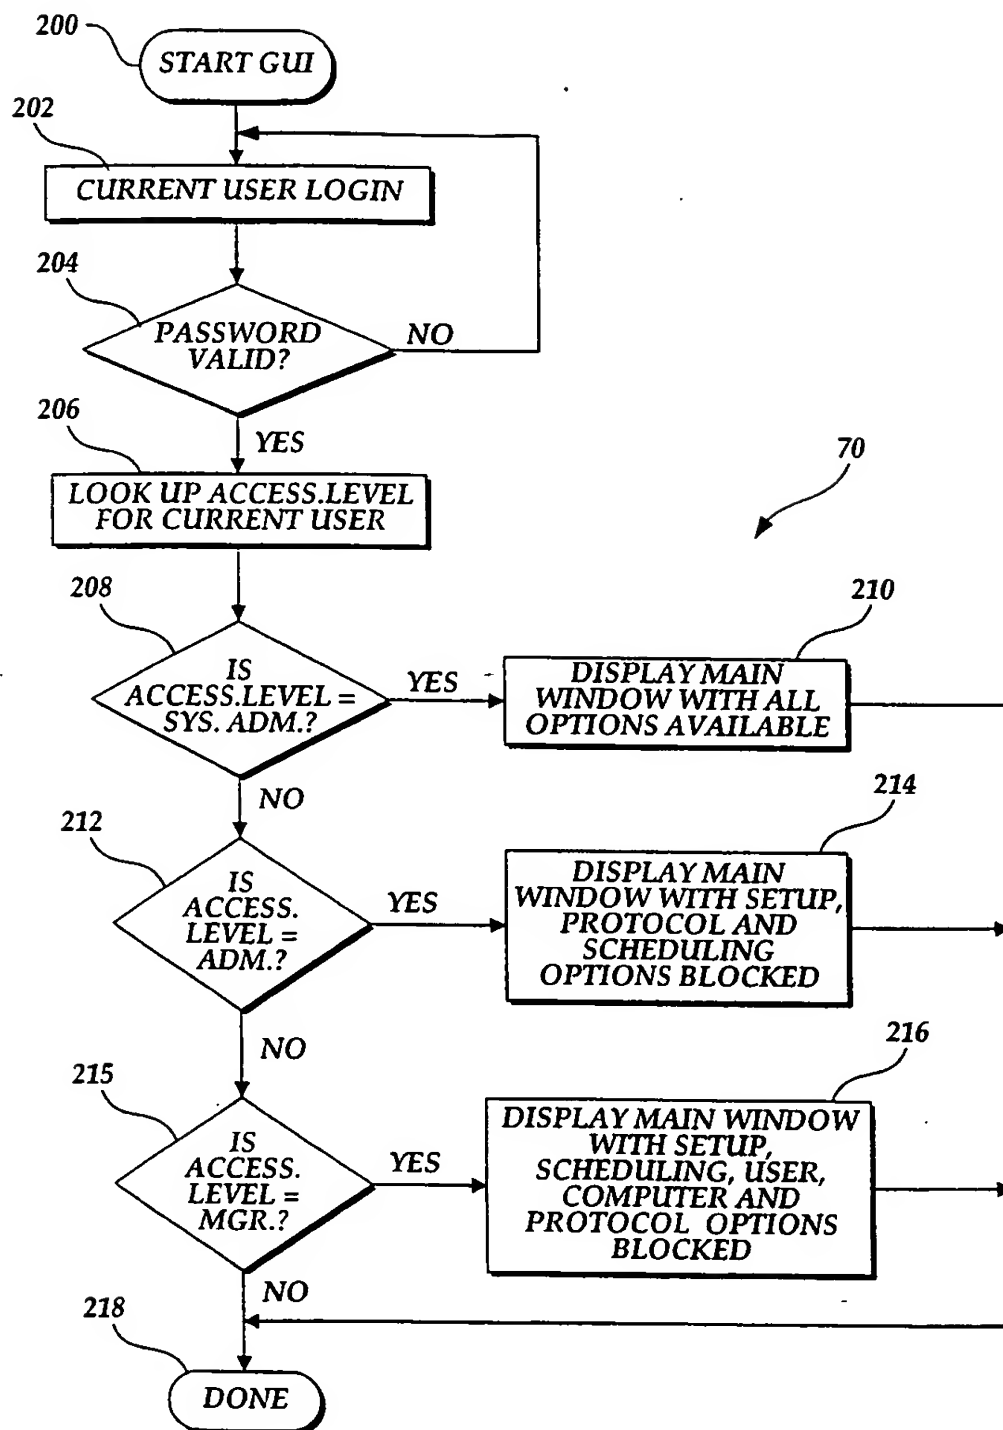 200
START GUI
202
CURRENT USER LOGIN
204
PASSWORD
VALID?
NO
206
YES
LOOK UP ACCESS.LEVEL
FOR CURRENT USER
70
208
IS
ACCESS.LEVEL =
SYS. ADM.?
YES
210
DISPLAY MAIN
WINDOW WITH ALL
OPTIONS AVAILABLE
NO
212
IS
ACCESS.
LEVEL =
ADM.?
YES
214
DISPLAY MAIN
WINDOW WITH SETUP,
PROTOCOL AND
SCHEDULING
OPTIONS BLOCKED
NO
215
IS
ACCESS.
LEVEL =
MGR.?
YES
216
DISPLAY MAIN WINDOW
WITH SETUP,
SCHEDULING, USER,
COMPUTER AND
PROTOCOL OPTIONS
BLOCKED
NO
218
DONE